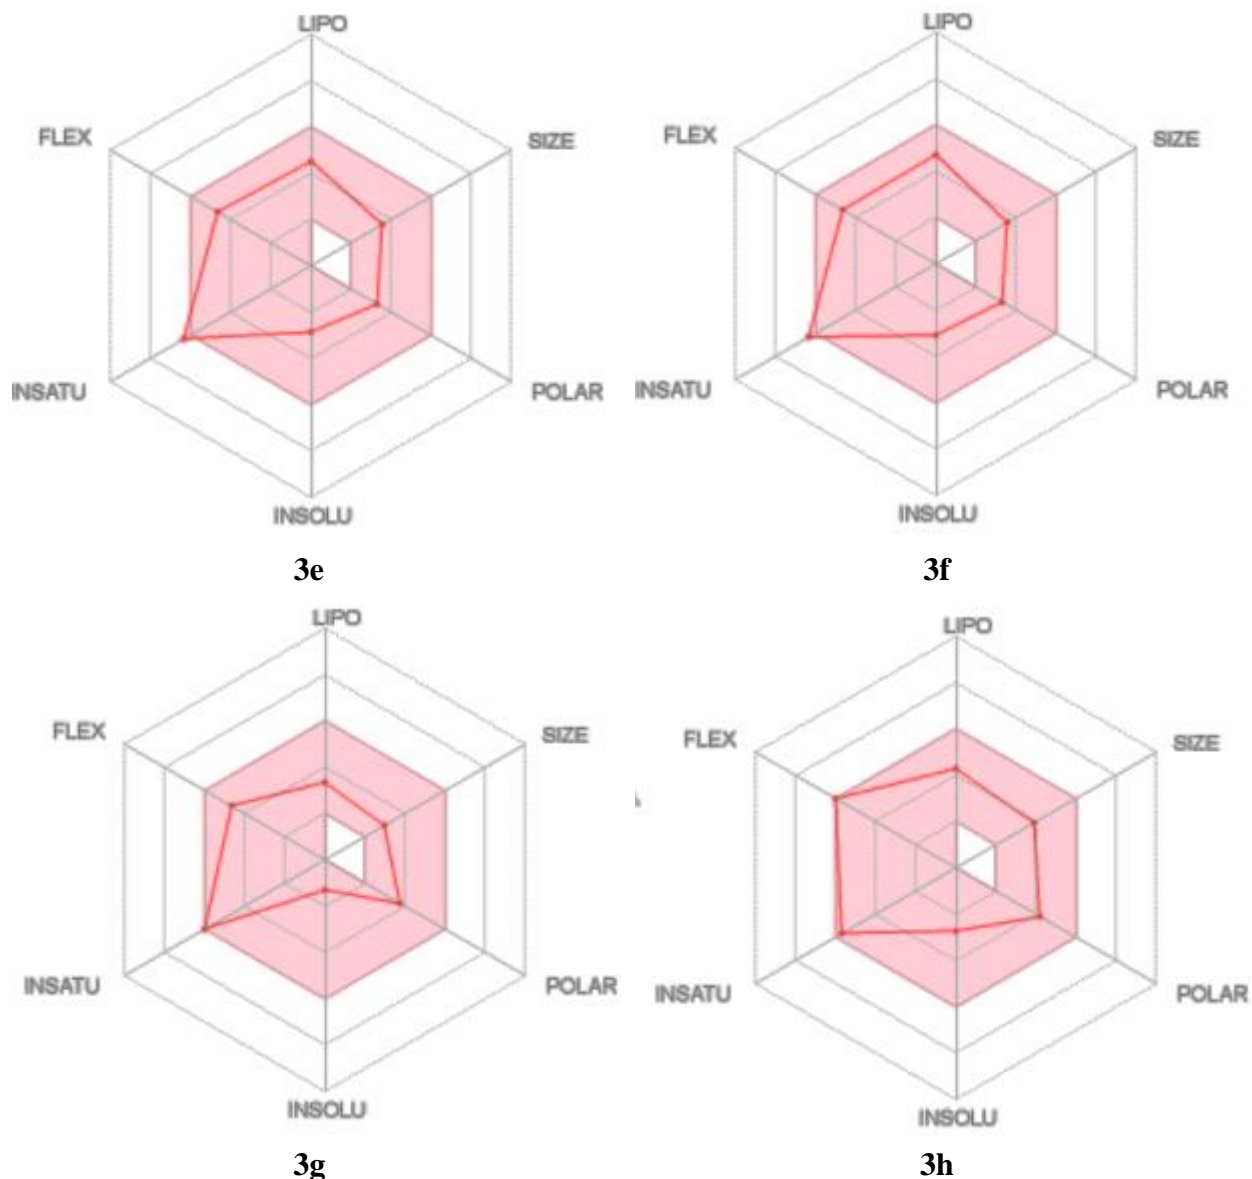 LIPO LIPO
FLEX SIZE FLEX SIZE
INSATU POLAR INSATU POLAR
INSOLU INSOLU
3e 3f
LIPO LIPO
FLEX SIZE FLEX SIZE
INSATU POLAR INSATU POLAR
INSOLU INSOLU
3g 3h